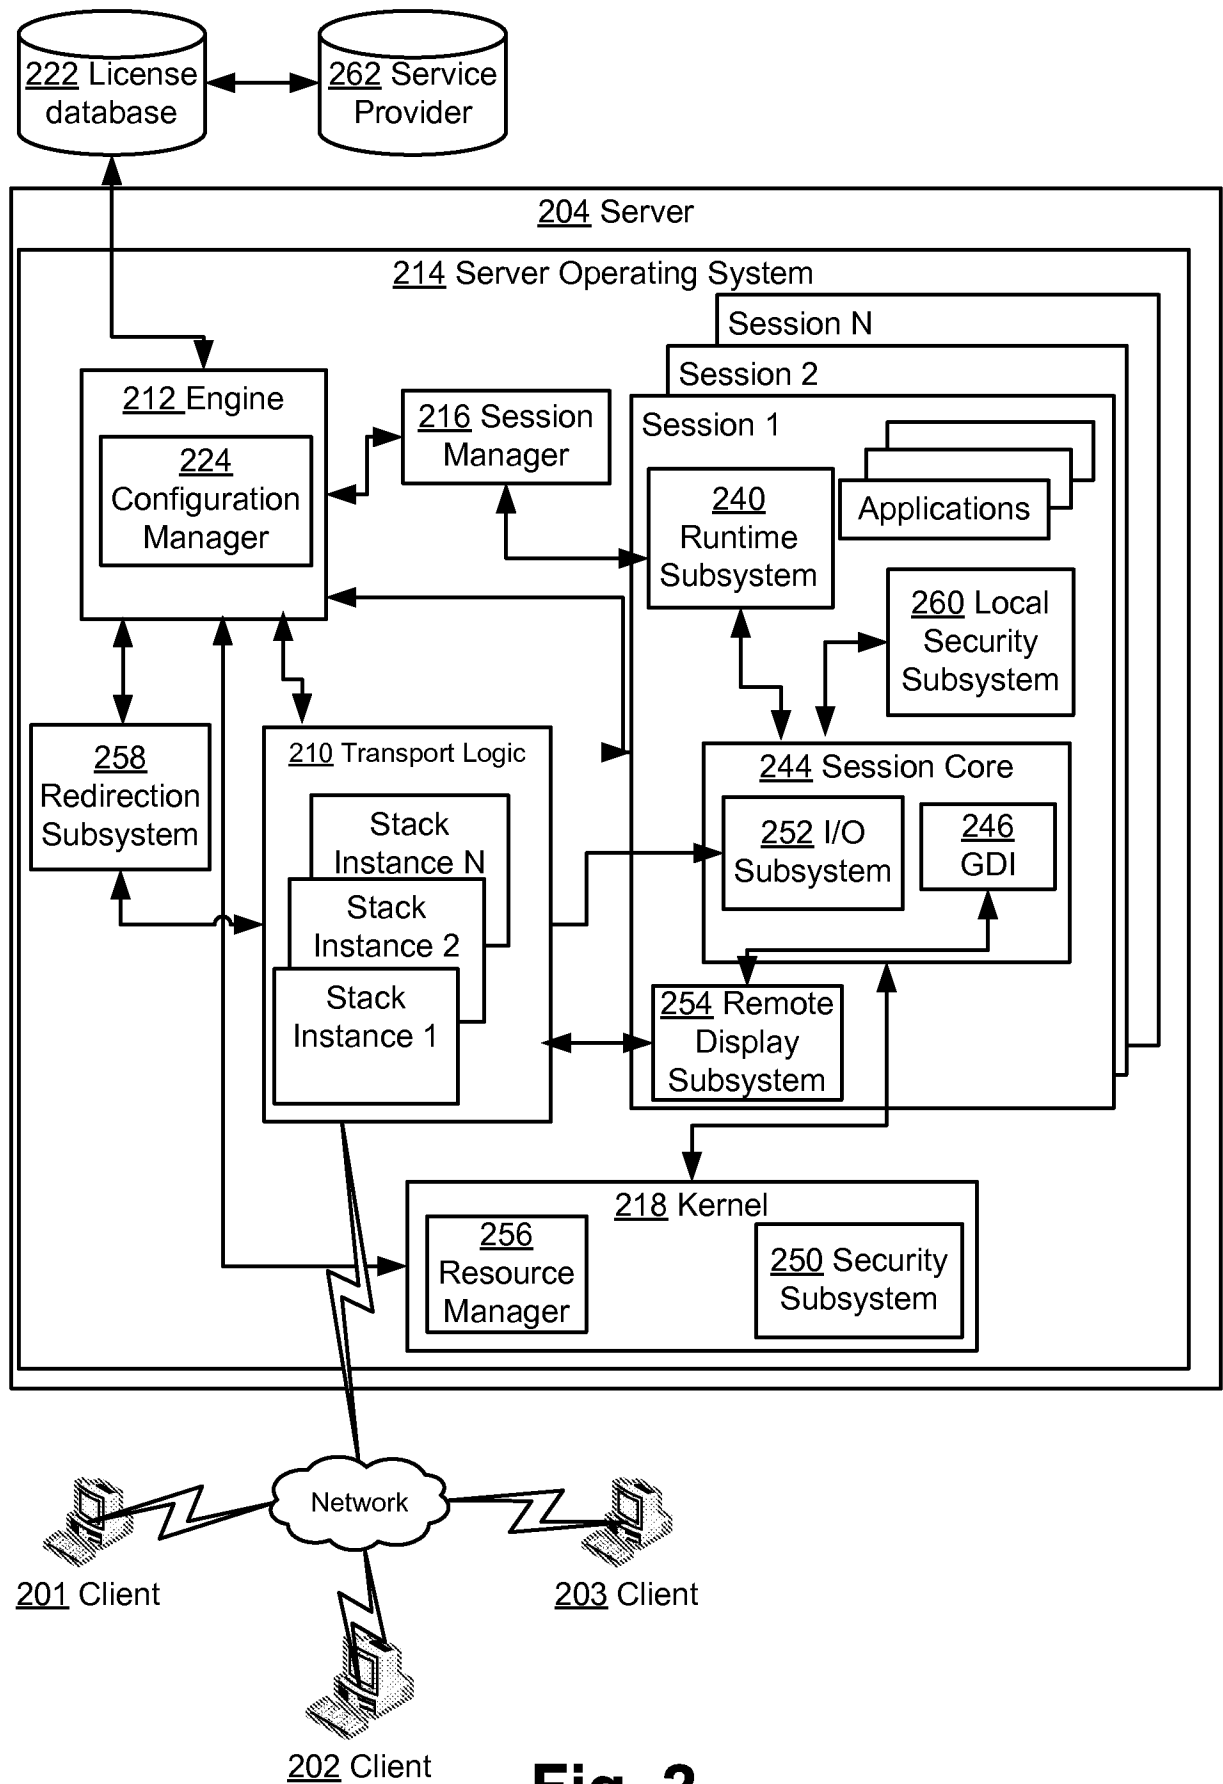 222 License
database
262 Service
Provider
204 Server
214 Server Operating System
Session N
Session 2
Session 1
212 Engine
224
Configuration
Manager
216 Session
Manager
240
Runtime
Subsystem
Applications
260 Local
Security
Subsystem
258
Redirection
Subsystem
210 Transport Logic
Stack
Instance N
Stack
Instance 2
Stack
Instance 1
244 Session Core
252 I/O
Subsystem
246
GDI
254 Remote
Display
Subsystem
218 Kernel
256
Resource
Manager
250 Security
Subsystem
Network
201 Client
203 Client
202 Client
Fig. 2